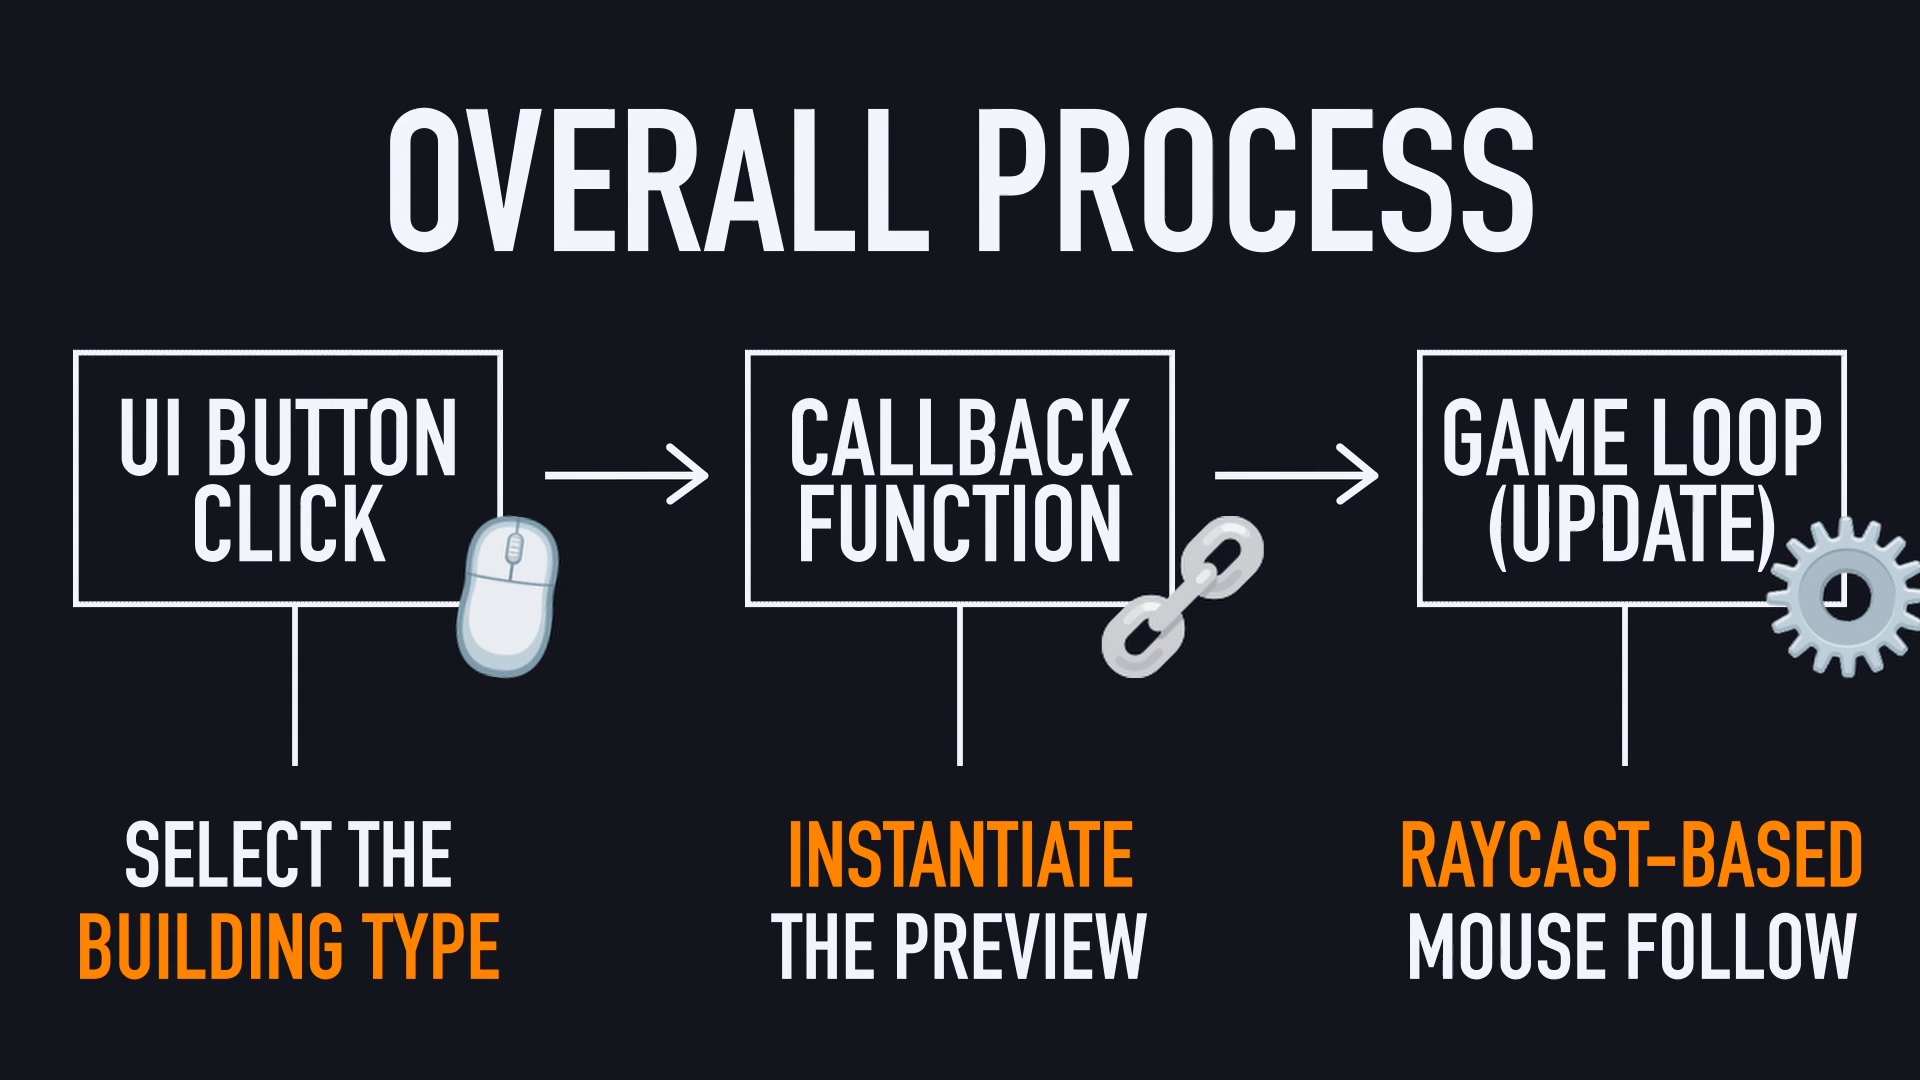 OVERALL PROCESS
UI BUTTON
CLICK
CALLBACK
FUNCTION
GAME LOOP
(UPDATE)
SELECT THE
BUILDING TYPE
INSTANTIATE
THE PREVIEW
RAYCAST-BASED
MOUSE FOLLOW